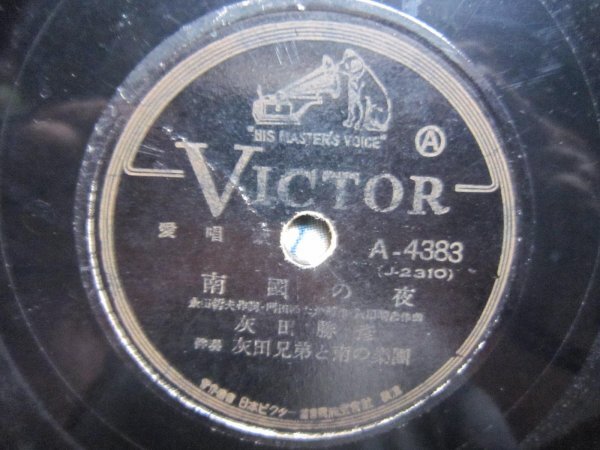 "HIS MASTER'S VOICE"
A
VICTOR
愛唱
A-4383
(J-2310)
南國の夜
灰田勝彦
伴奏 灰田兄弟と南の楽団
日本ビクター